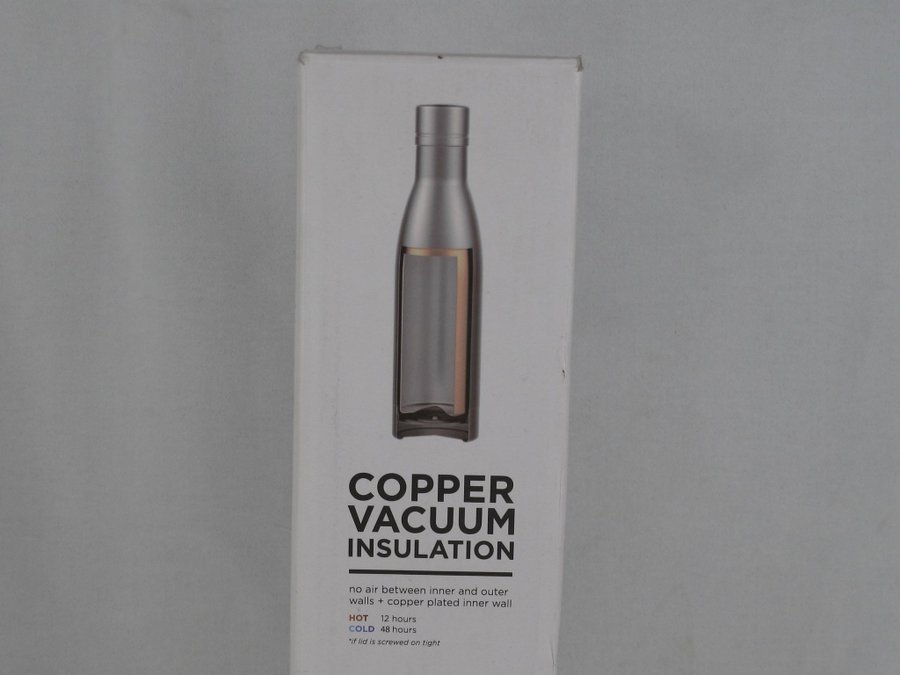 COPPER
VACUUM
INSULATION
no air between inner and outer
walls + copper plated inner wall
HOT 12 hours
COLD 48 hours
*if lid is screwed on tight